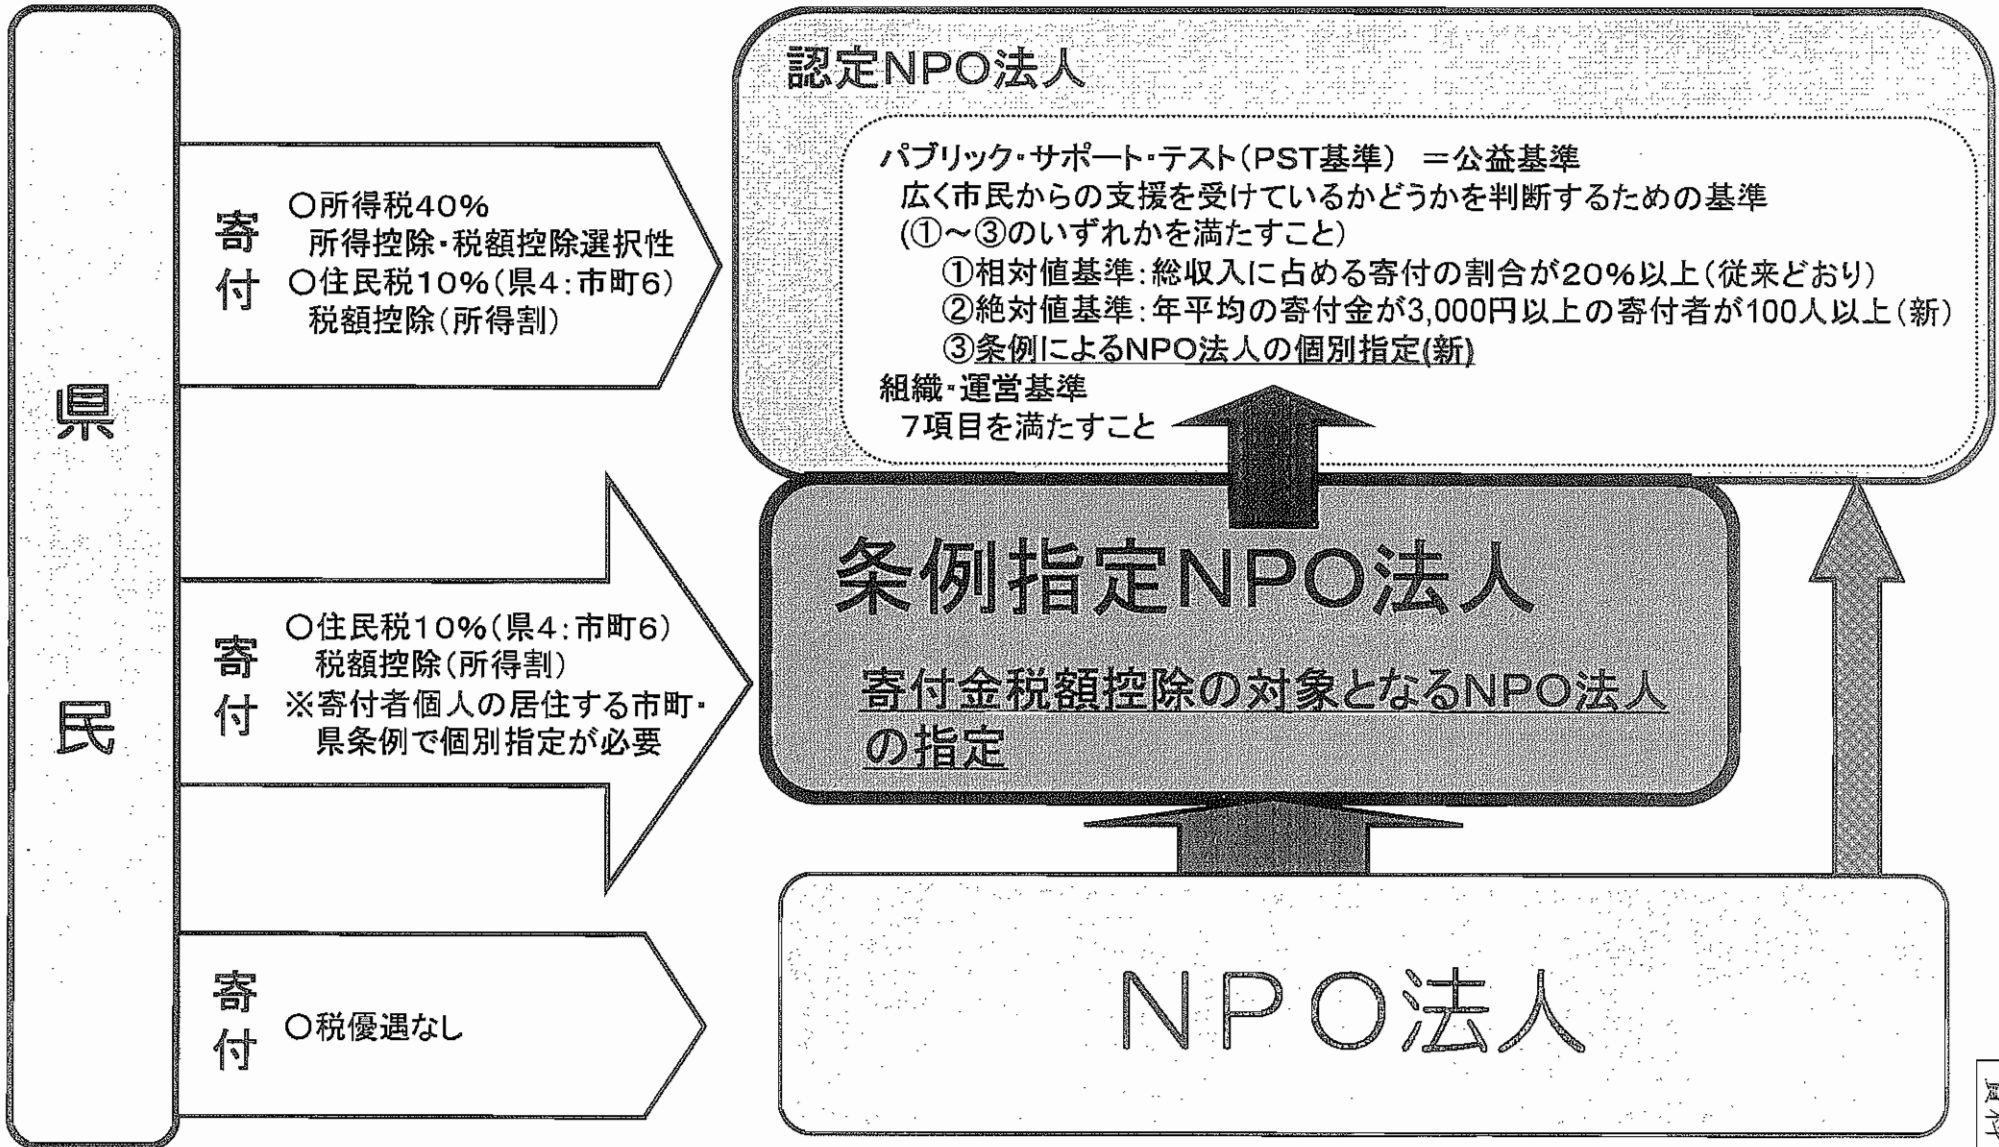 県民
寄付
○所得税40%
所得控除・税額控除選択性
○住民税10%(県4:市町6)
税額控除(所得割)
寄付
○住民税10%(県4:市町6)
税額控除(所得割)
※寄付者個人の居住する市町・
県条例で個別指定が必要
寄付
○税優遇なし
認定NPO法人
パブリック・サポート・テスト(PST基準) =公益基準
広く市民からの支援を受けているかどうかを判断するための基準
(①～③のいずれかを満たすこと)
①相対値基準:総収入に占める寄付の割合が20%以上(従来どおり)
②絶対値基準:年平均の寄付金が3,000円以上の寄付者が100人以上(新)
③条例によるNPO法人の個別指定(新)
組織・運営基準
7項目を満たすこと
条例指定NPO法人
寄付金税額控除の対象となるNPO法人
の指定
NPO法人